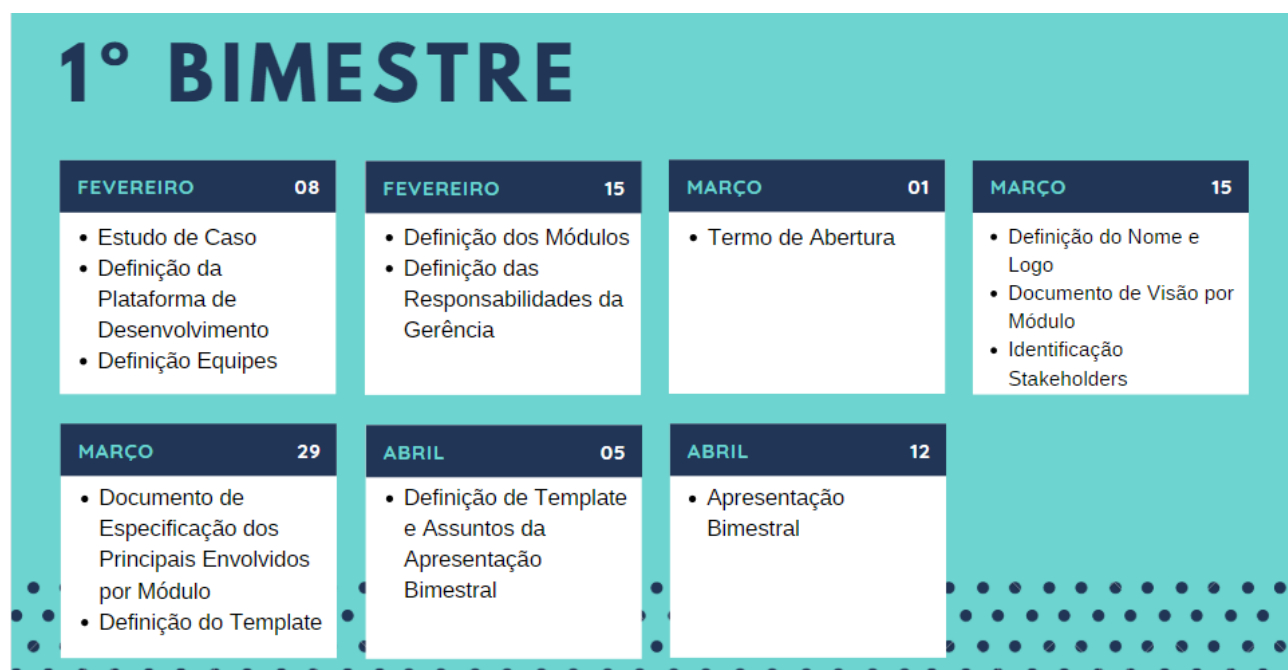 1º BIMESTRE
FEVEREIRO 08
• Estudo de Caso
• Definição da
Plataforma de
Desenvolvimento
• Definição Equipes
FEVEREIRO 15
• Definição dos Módulos
• Definição das
Responsabilidades da
Gerência
MARÇO 01
• Termo de Abertura
MARÇO 15
• Definição do Nome e
Logo
• Documento de Visão por
Módulo
• Identificação
Stakeholders
MARÇO 29
• Documento de
Especificação dos
Principais Envolvidos
por Módulo
• Definição do Template
ABRIL 05
• Definição de Template
e Assuntos da
Apresentação
Bimestral
ABRIL 12
• Apresentação
Bimestral